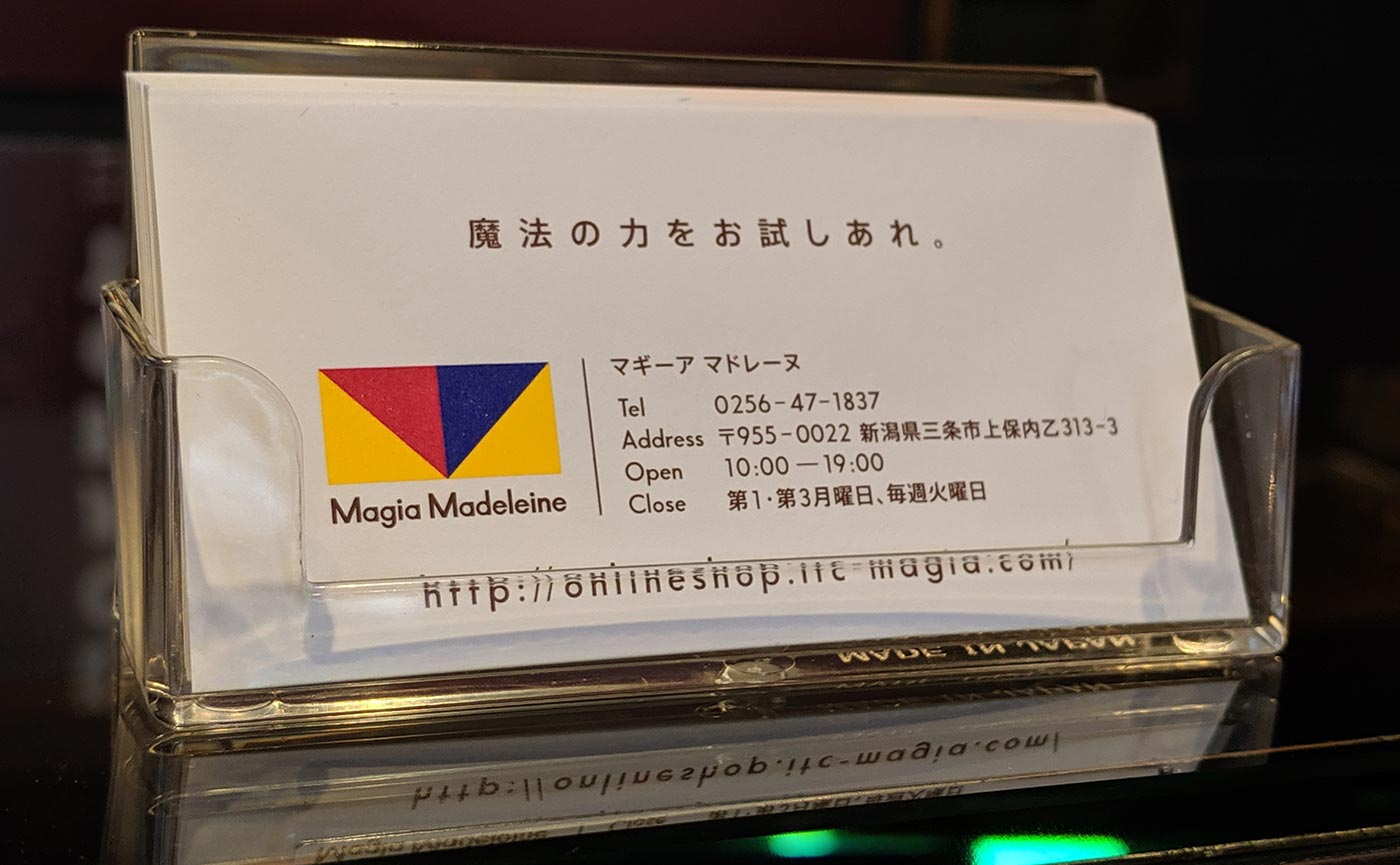 魔法の力をお試しあれ。
Magia Madeleine
マギーア マドレーヌ
Tel 0256-47-1837
Address 〒955-0022 新潟県三条市上保内乙313-3
Open 10:00 — 19:00
Close 第1・第3月曜日、毎週火曜日
http://onlineshop.itc-magia.com/
MADE IN JAPAN